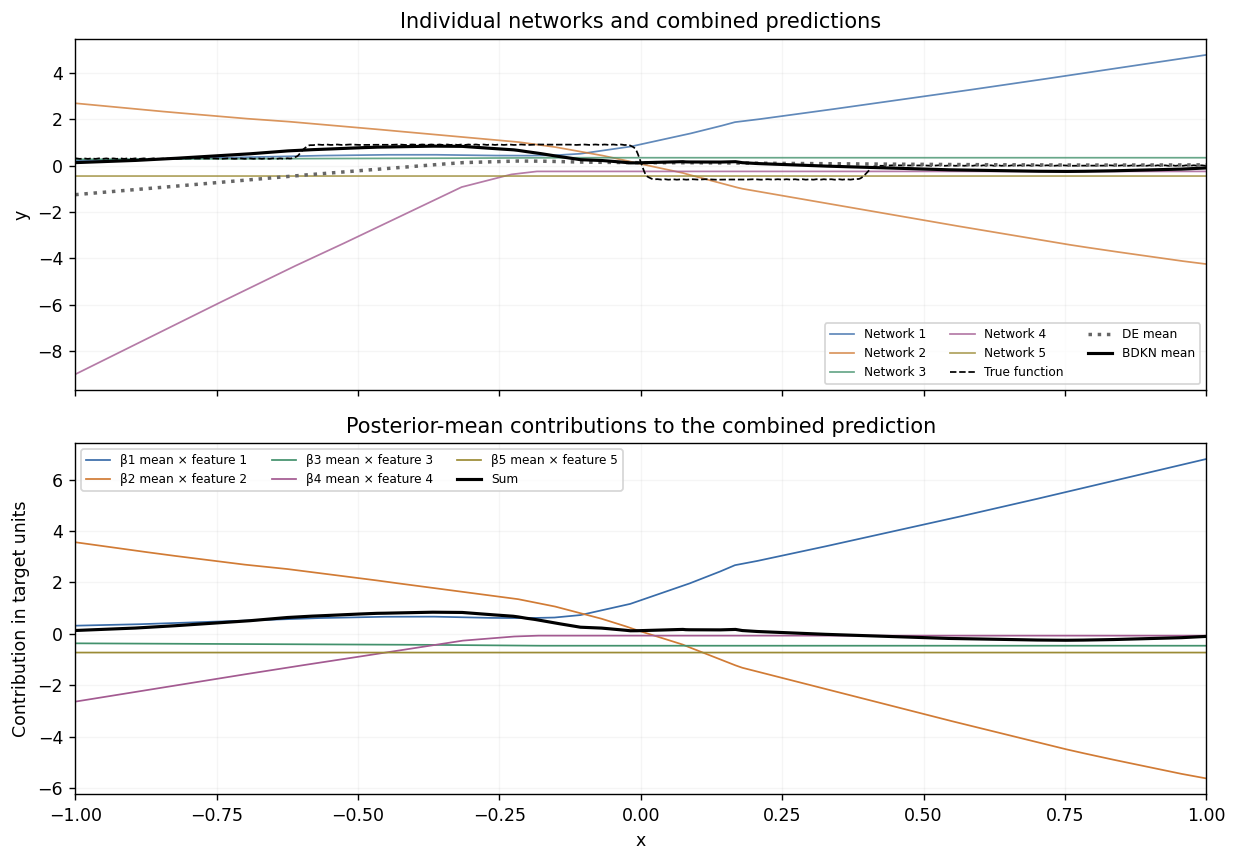 Individual networks and combined predictions
y
4
2
0
−2
−4
−6
−8
Network 1
Network 2
Network 3
Network 4
Network 5
True function
DE mean
BDKN mean
Posterior-mean contributions to the combined prediction
Contribution in target units
6
4
2
0
−2
−4
−6
β1 mean × feature 1
β2 mean × feature 2
β3 mean × feature 3
β4 mean × feature 4
β5 mean × feature 5
Sum
−1.00 −0.75 −0.50 −0.25 0.00 0.25 0.50 0.75 1.00
x